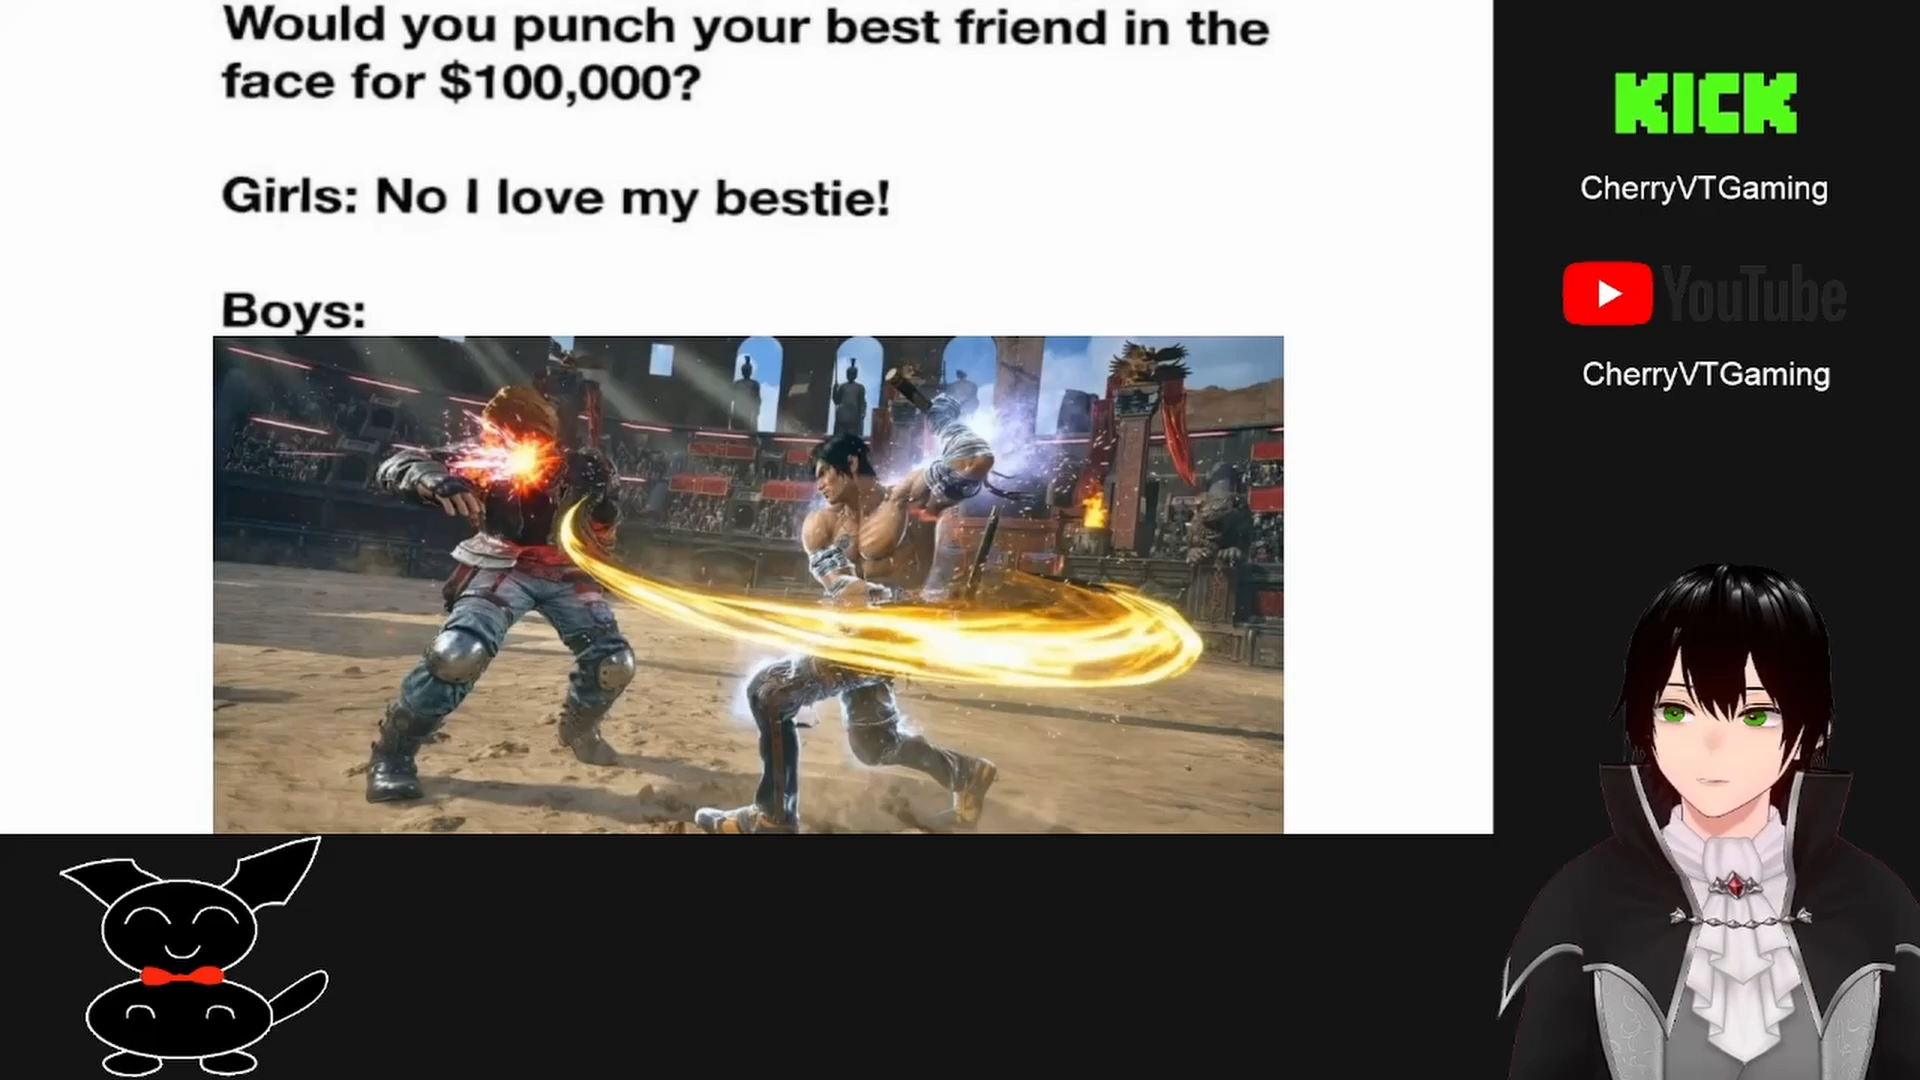 Would you punch your best friend in the
face for $100,000?
Girls: No I love my bestie!
Boys:
KICK
CherryVTGaming
YouTube
CherryVTGaming